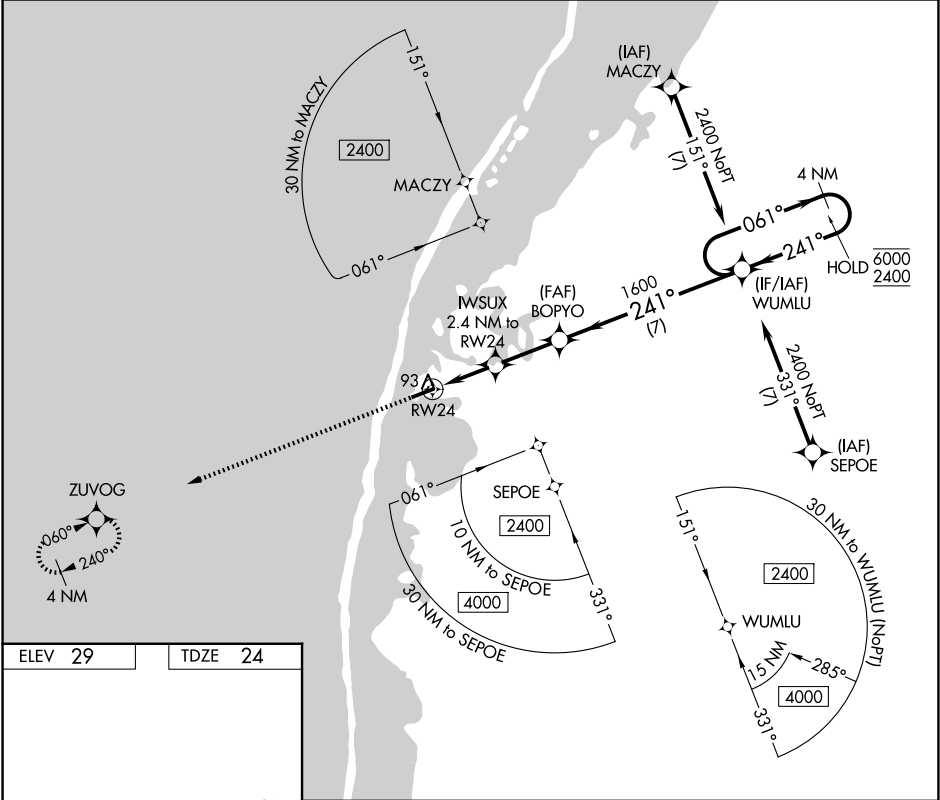 (IAF)
MACZY
2400 NoPT
151°
(7)
30 NM to MACZY
151°
2400
MACZY
061°
4 NM
061°
241°
HOLD
6000
2400
(IF/IAF)
WUMLU
1600
241°
(7)
(FAF)
BOPYO
IWSUX
2.4 NM to
RW24
93
RW24
2400 NoPT
331°
(7)
(IAF)
SEPOE
ZUVOG
060°
240°
4 NM
061°
SEPOE
2400
10 NM to SEPOE
4000
30 NM to SEPOE
331°
151°
30 NM to WUMLU (NoPT)
2400
WUMLU
15 NM
285°
4000
331°
ELEV 29
TDZE 24